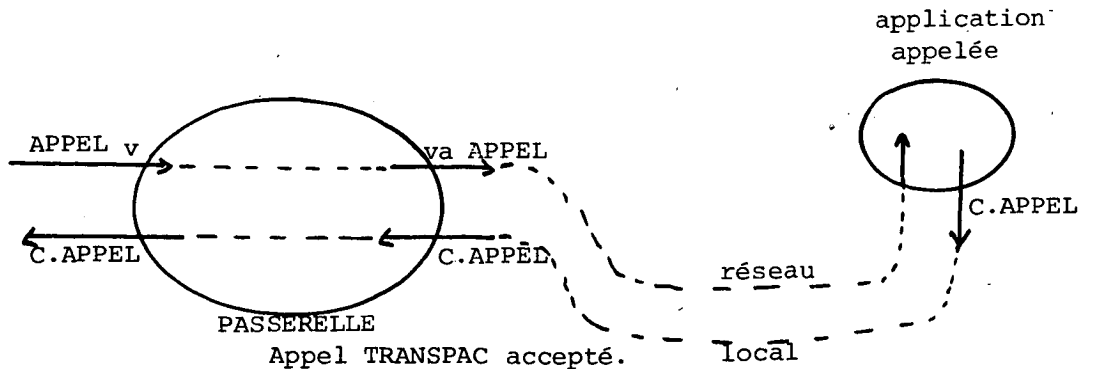 application
appelée
APPEL v
va APPEL
C.APPEL
C.APPEL
C.APPEL
réseau
local
PASSERELLE
Appel TRANSPAC accepté.